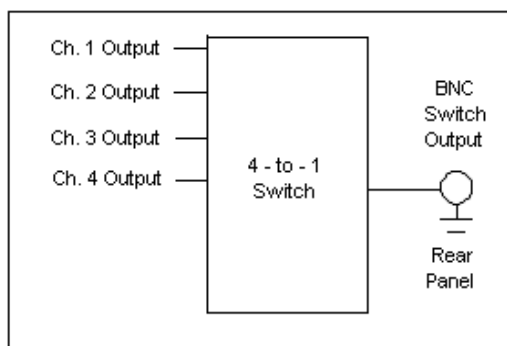 Ch. 1 Output
Ch. 2 Output
Ch. 3 Output
Ch. 4 Output
4 - to - 1
Switch
BNC
Switch
Output
Rear
Panel